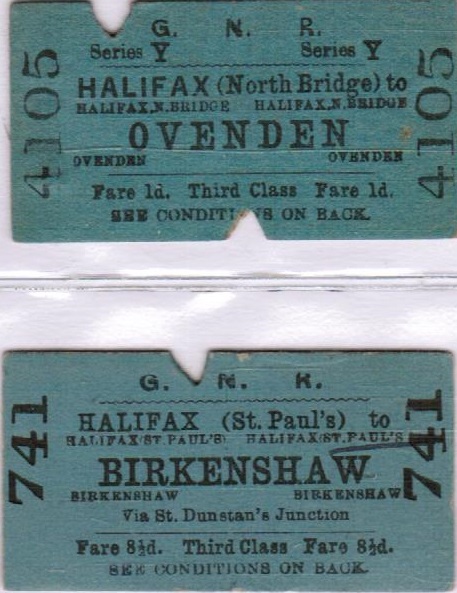 G. N. R.
Series Y Series Y
HALIFAX (North Bridge) to
HALIFAX, N. BRIDGE HALIFAX, N. BRIDGE
OVENDEN
OVENDEN OVENDEN
Fare 1d. Third Class Fare 1d.
SEE CONDITIONS ON BACK.
4105 4105
G. N. R.
HALIFAX (St. Paul's) to
HALIFAX (ST. PAUL'S) HALIFAX (ST. PAUL'S
BIRKENSHAW
BIRKENSHAW BIRKENSHAW
Via St. Dunstan's Junction
Fare 8½d. Third Class Fare 8½d.
SEE CONDITIONS ON BACK.
741 741